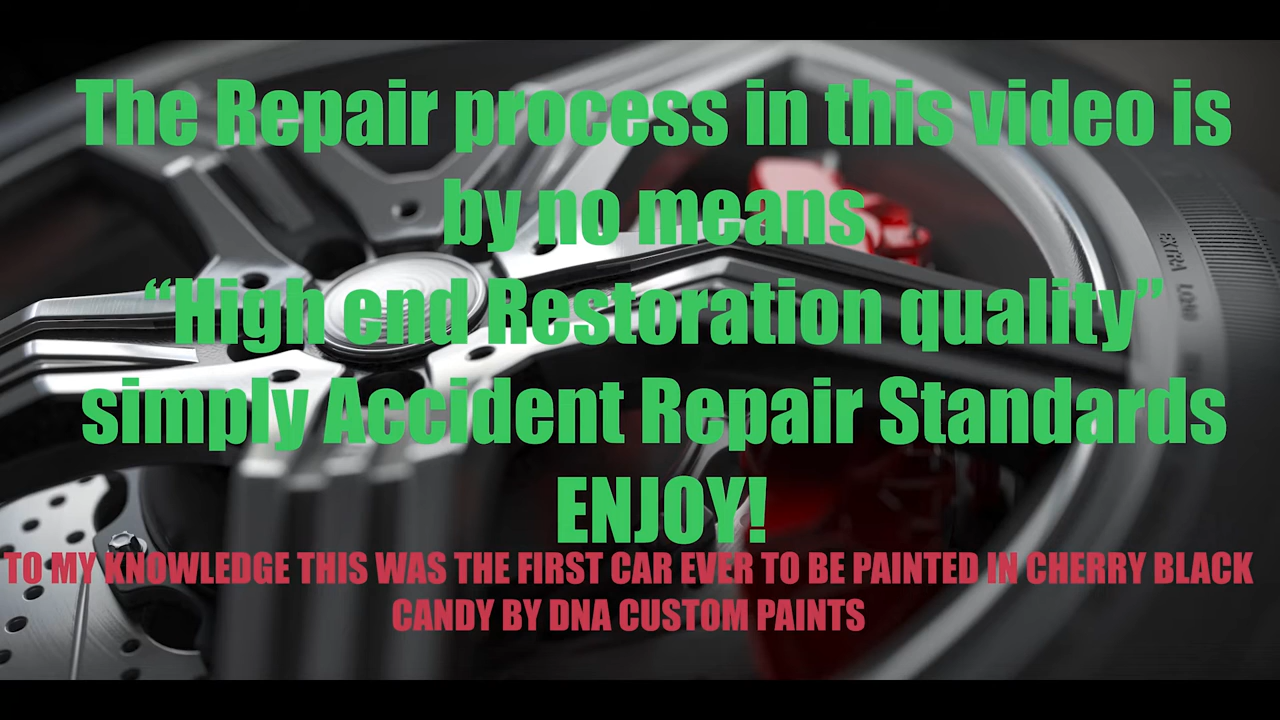 The Repair process in this video is
by no means
“High end Restoration quality”
simply Accident Repair Standards
ENJOY!
TO MY KNOWLEDGE THIS WAS THE FIRST CAR EVER TO BE PAINTED IN CHERRY BLACK
CANDY BY DNA CUSTOM PAINTS
EXTRA LOAD